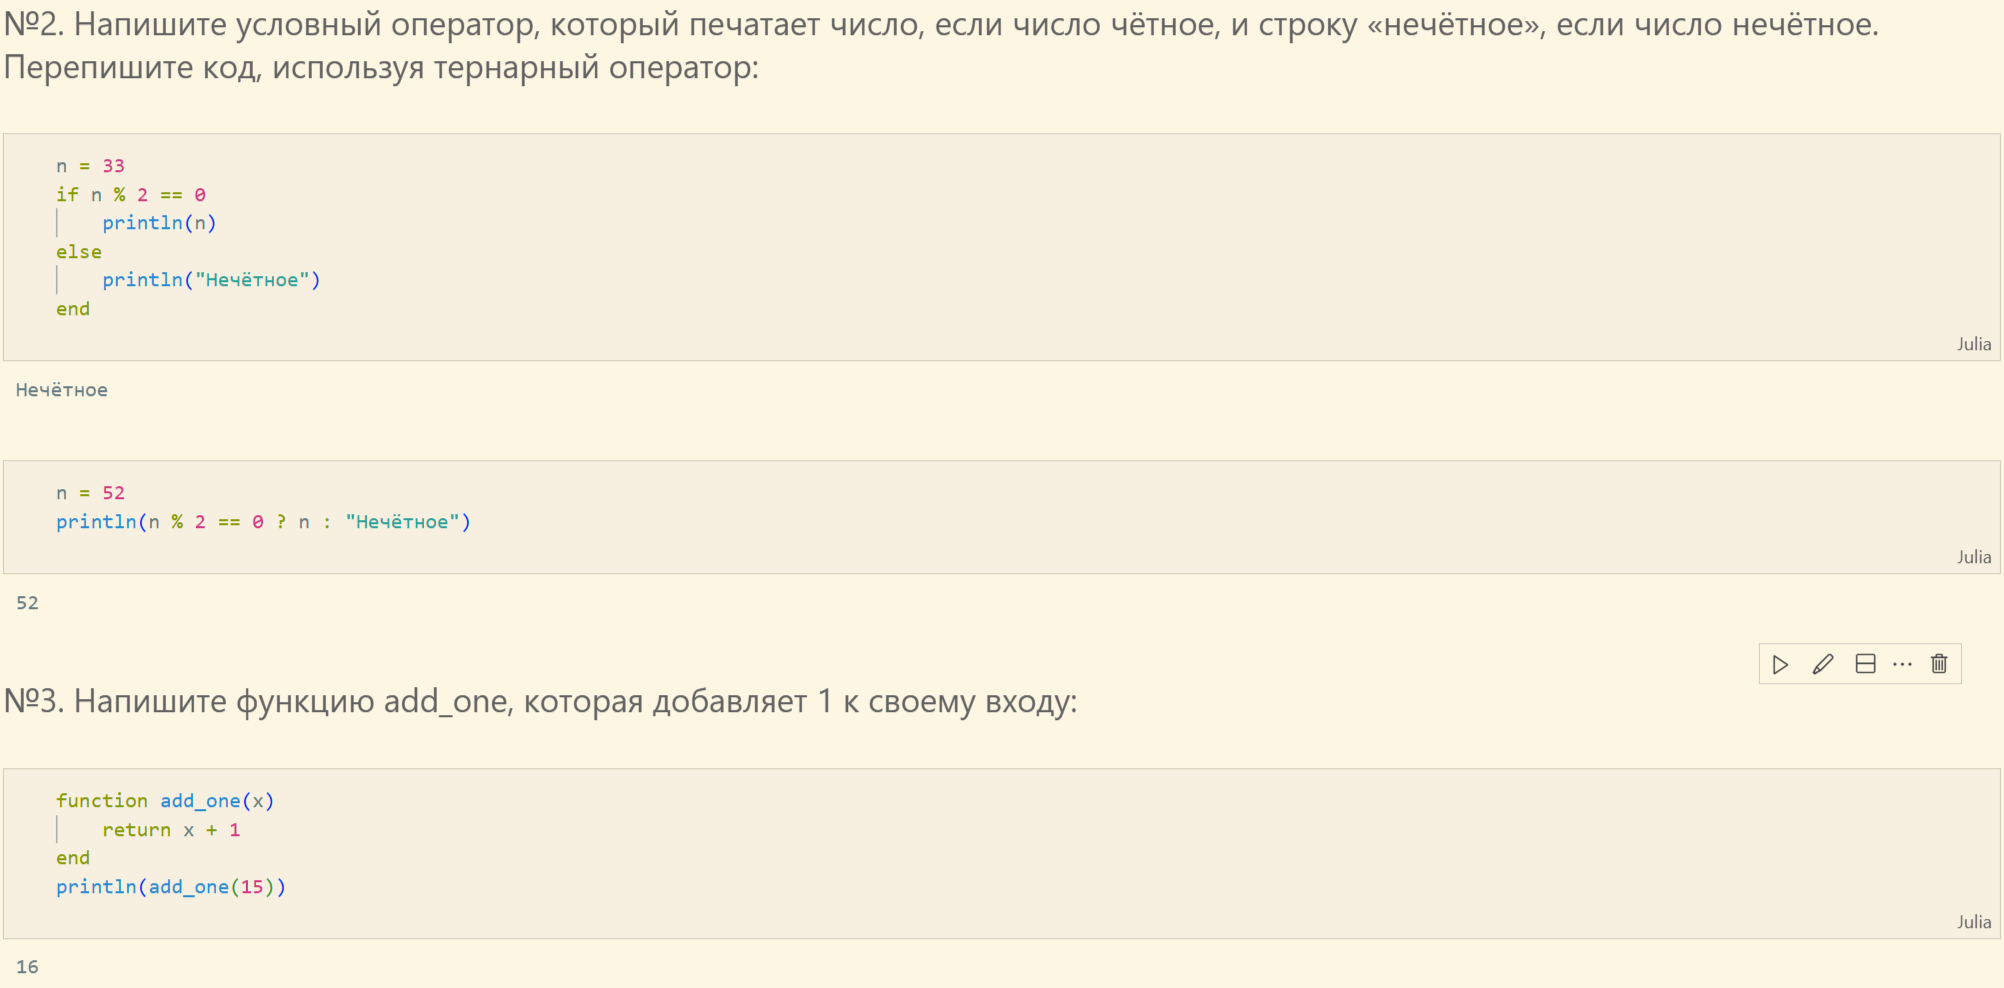 №2. Напишите условный оператор, который печатает число, если число чётное, и строку «нечётное», если число нечётное.
Перепишите код, используя тернарный оператор:
n = 33
if n % 2 == 0
    println(n)
else
    println("Нечётное")
end
Julia
Нечётное
n = 52
println(n % 2 == 0 ? n : "Нечётное")
Julia
52
№3. Напишите функцию add_one, которая добавляет 1 к своему входу:
function add_one(x)
    return x + 1
end
println(add_one(15))
Julia
16